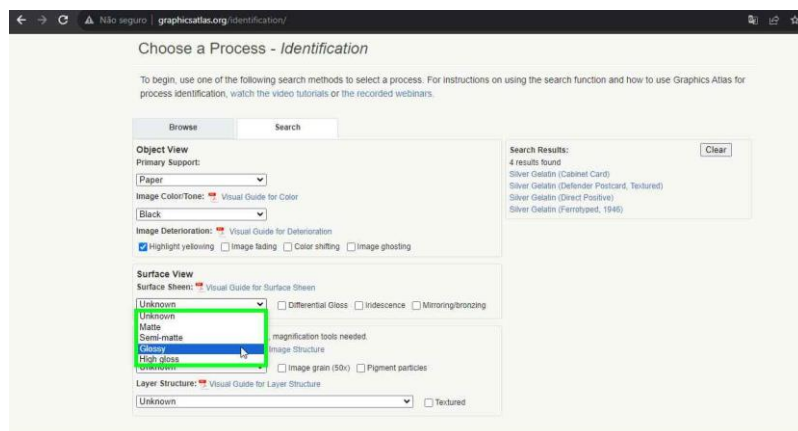 Não seguro | graphicsatlas.org/identification/
Choose a Process - Identification
To begin, use one of the following search methods to select a process. For instructions on using the search function and how to use Graphics Atlas for
process identification, watch the video tutorials or the recorded webinars.
Browse Search
Object View
Primary Support:
Paper
Image Color/Tone: Visual Guide for Color
Black
Image Deterioration: Visual Guide for Deterioration
Highlight yellowing Image fading Color shifting Image ghosting
Surface View
Surface Sheen: Visual Guide for Surface Sheen
Unknown Differential Gloss Iridescence Mirroring/bronzing
Unknown
Matte
Semi-matte , magnification tools needed.
Glossy Image Structure
High gloss
Unknown Image grain (50x) Pigment particles
Layer Structure: Visual Guide for Layer Structure
Unknown Textured
Search Results: Clear
4 results found
Silver Gelatin (Cabinet Card)
Silver Gelatin (Defender Postcard, Textured)
Silver Gelatin (Direct Positive)
Silver Gelatin (Ferrotyped, 1946)